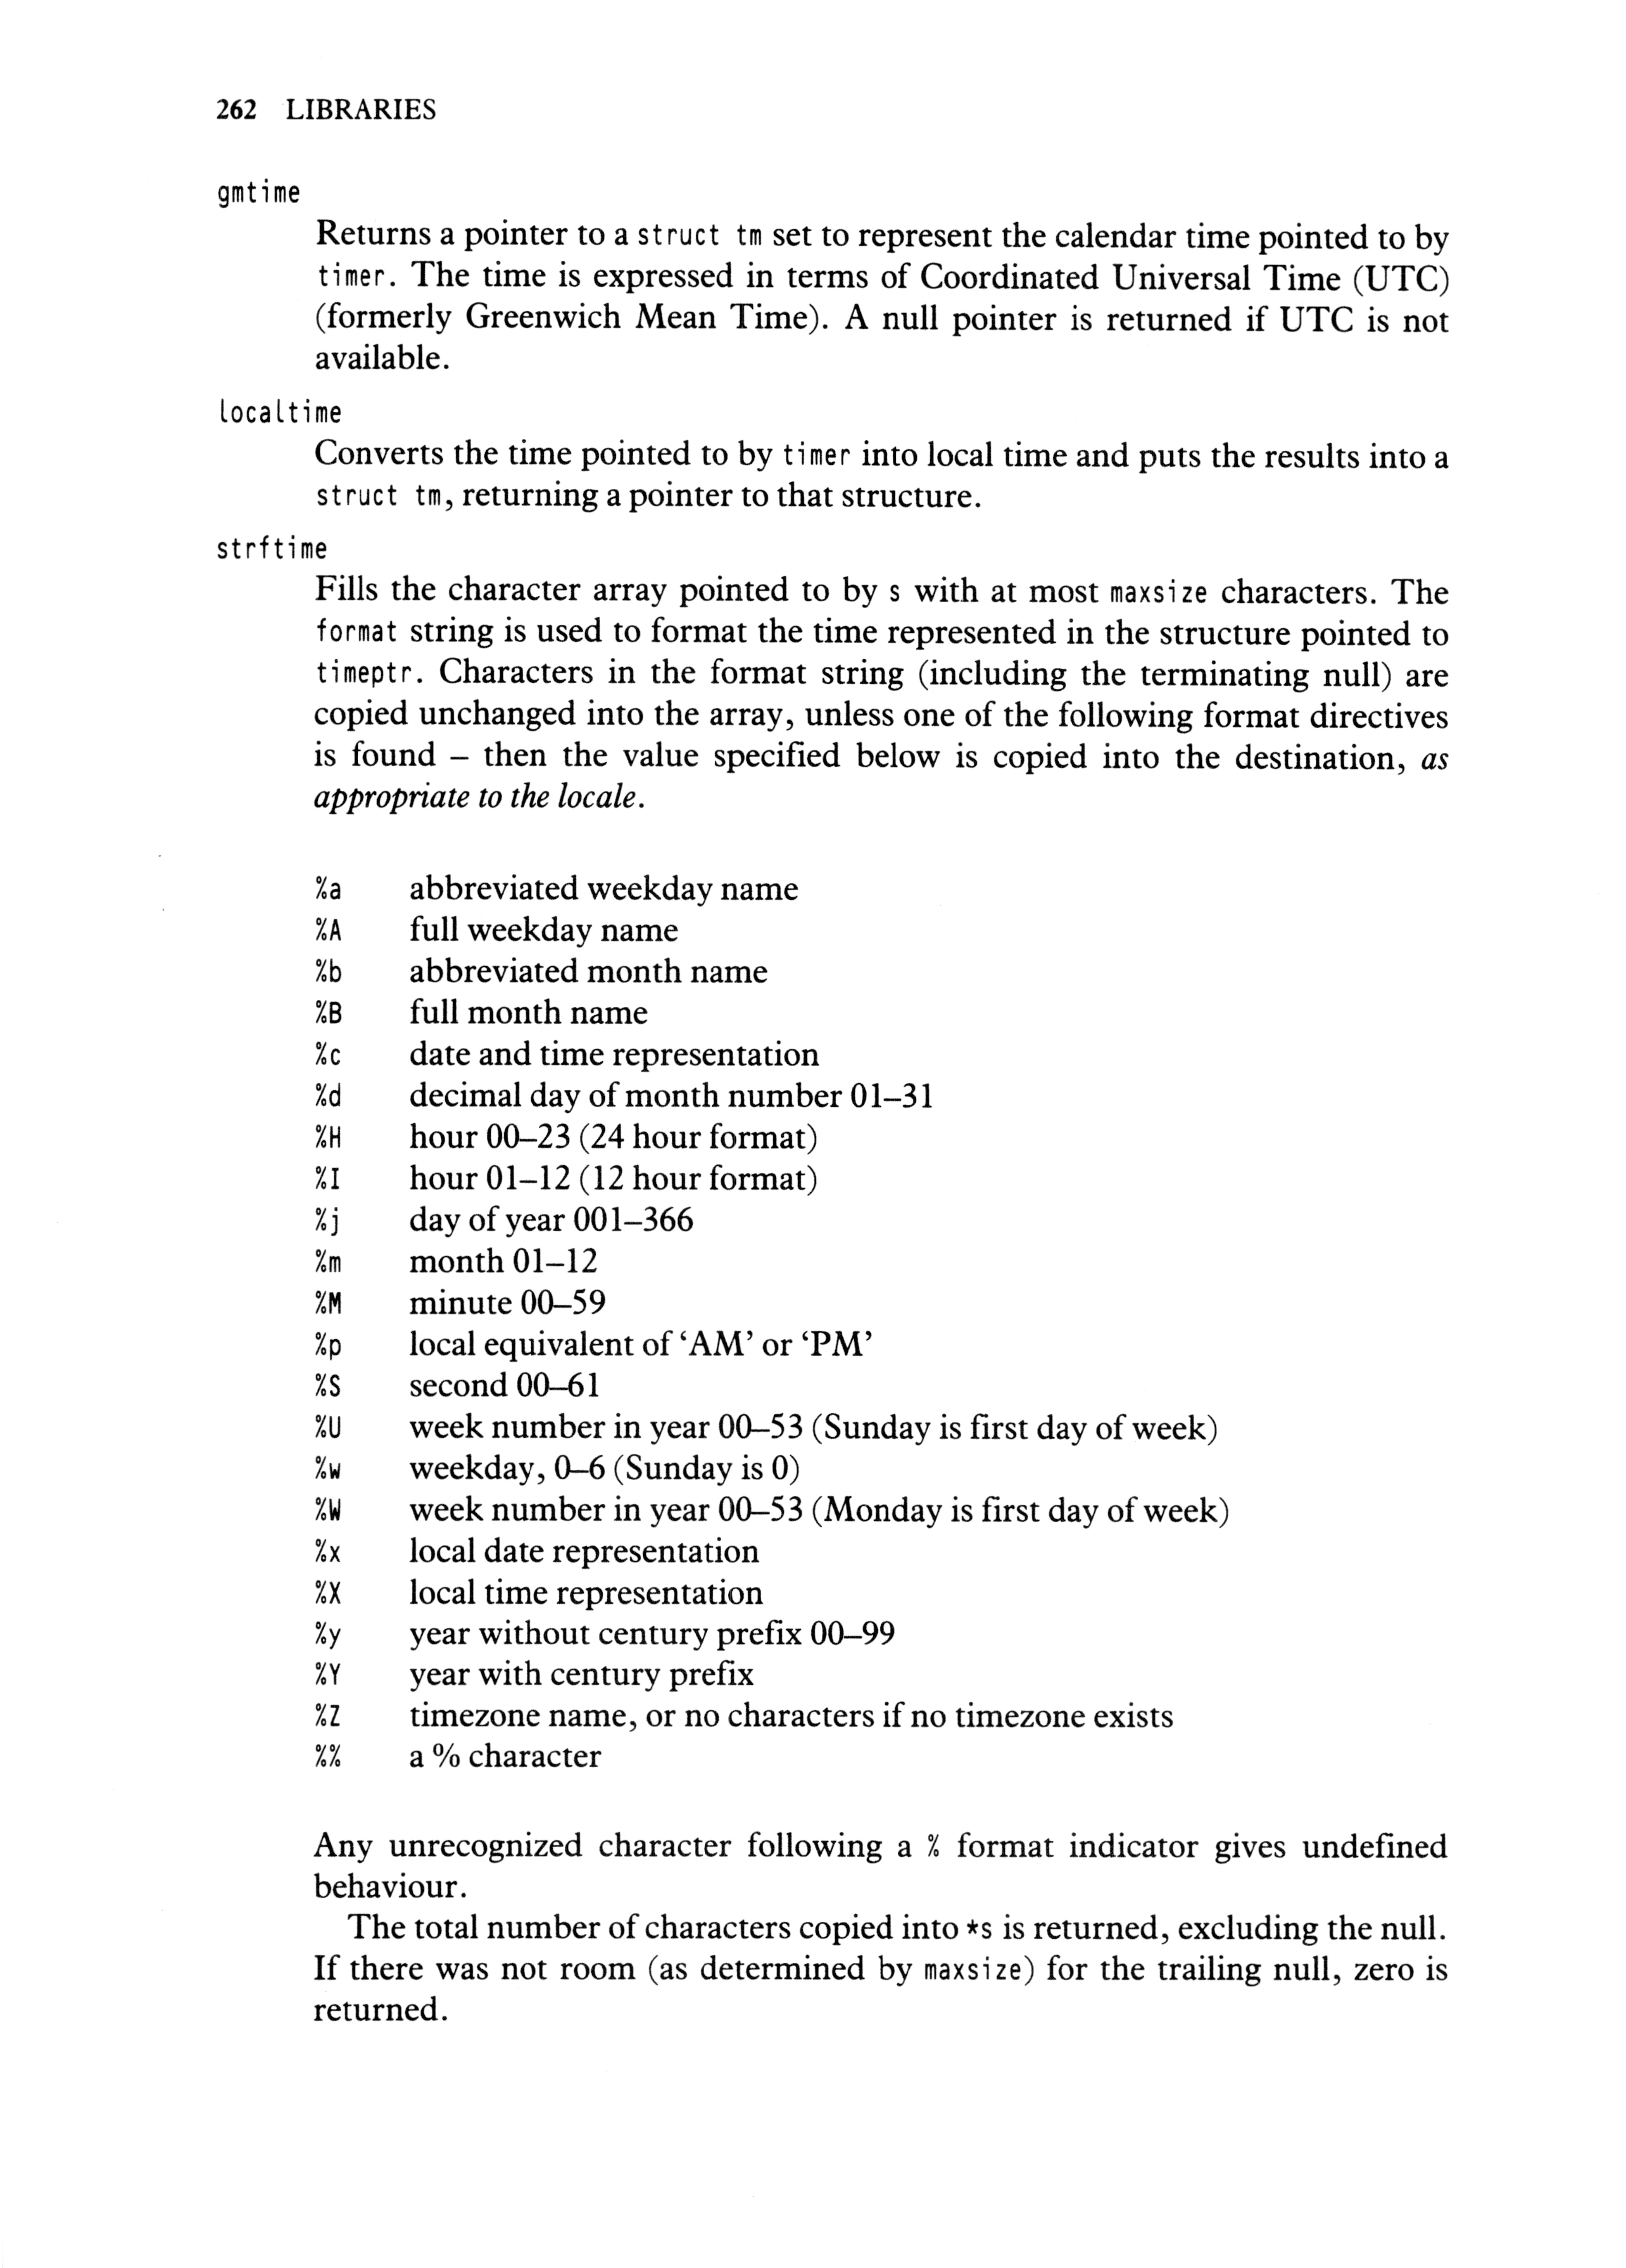 262 LIBRARIES
gmtime
Returns a pointer to a struct tm set to represent the calendar time pointed to by
timer. The time is expressed in terms of Coordinated Universal Time (UTC)
(formerly Greenwich Mean Time). A null pointer is returned if UTC is not
available.
localtime
Converts the time pointed to by timer into local time and puts the results into a
struct tm, returning a pointer to that structure.
strftime
Fills the character array pointed to by s with at most maxsize characters. The
format string is used to format the time represented in the structure pointed to
timeptr. Characters in the format string (including the terminating null) are
copied unchanged into the array, unless one of the following format directives
is found – then the value specified below is copied into the destination, as
appropriate to the locale.
%a abbreviated weekday name
%A full weekday name
%b abbreviated month name
%B full month name
%c date and time representation
%d decimal day of month number 01–31
%H hour 00–23 (24 hour format)
%I hour 01–12 (12 hour format)
%j day of year 001–366
%m month 01–12
%M minute 00–59
%p local equivalent of ‘AM’ or ‘PM’
%S second 00–61
%U week number in year 00–53 (Sunday is first day of week)
%w weekday, 0–6 (Sunday is 0)
%W week number in year 00–53 (Monday is first day of week)
%x local date representation
%X local time representation
%y year without century prefix 00–99
%Y year with century prefix
%Z timezone name, or no characters if no timezone exists
%% a % character
Any unrecognized character following a % format indicator gives undefined
behaviour.
The total number of characters copied into *s is returned, excluding the null.
If there was not room (as determined by maxsize) for the trailing null, zero is
returned.